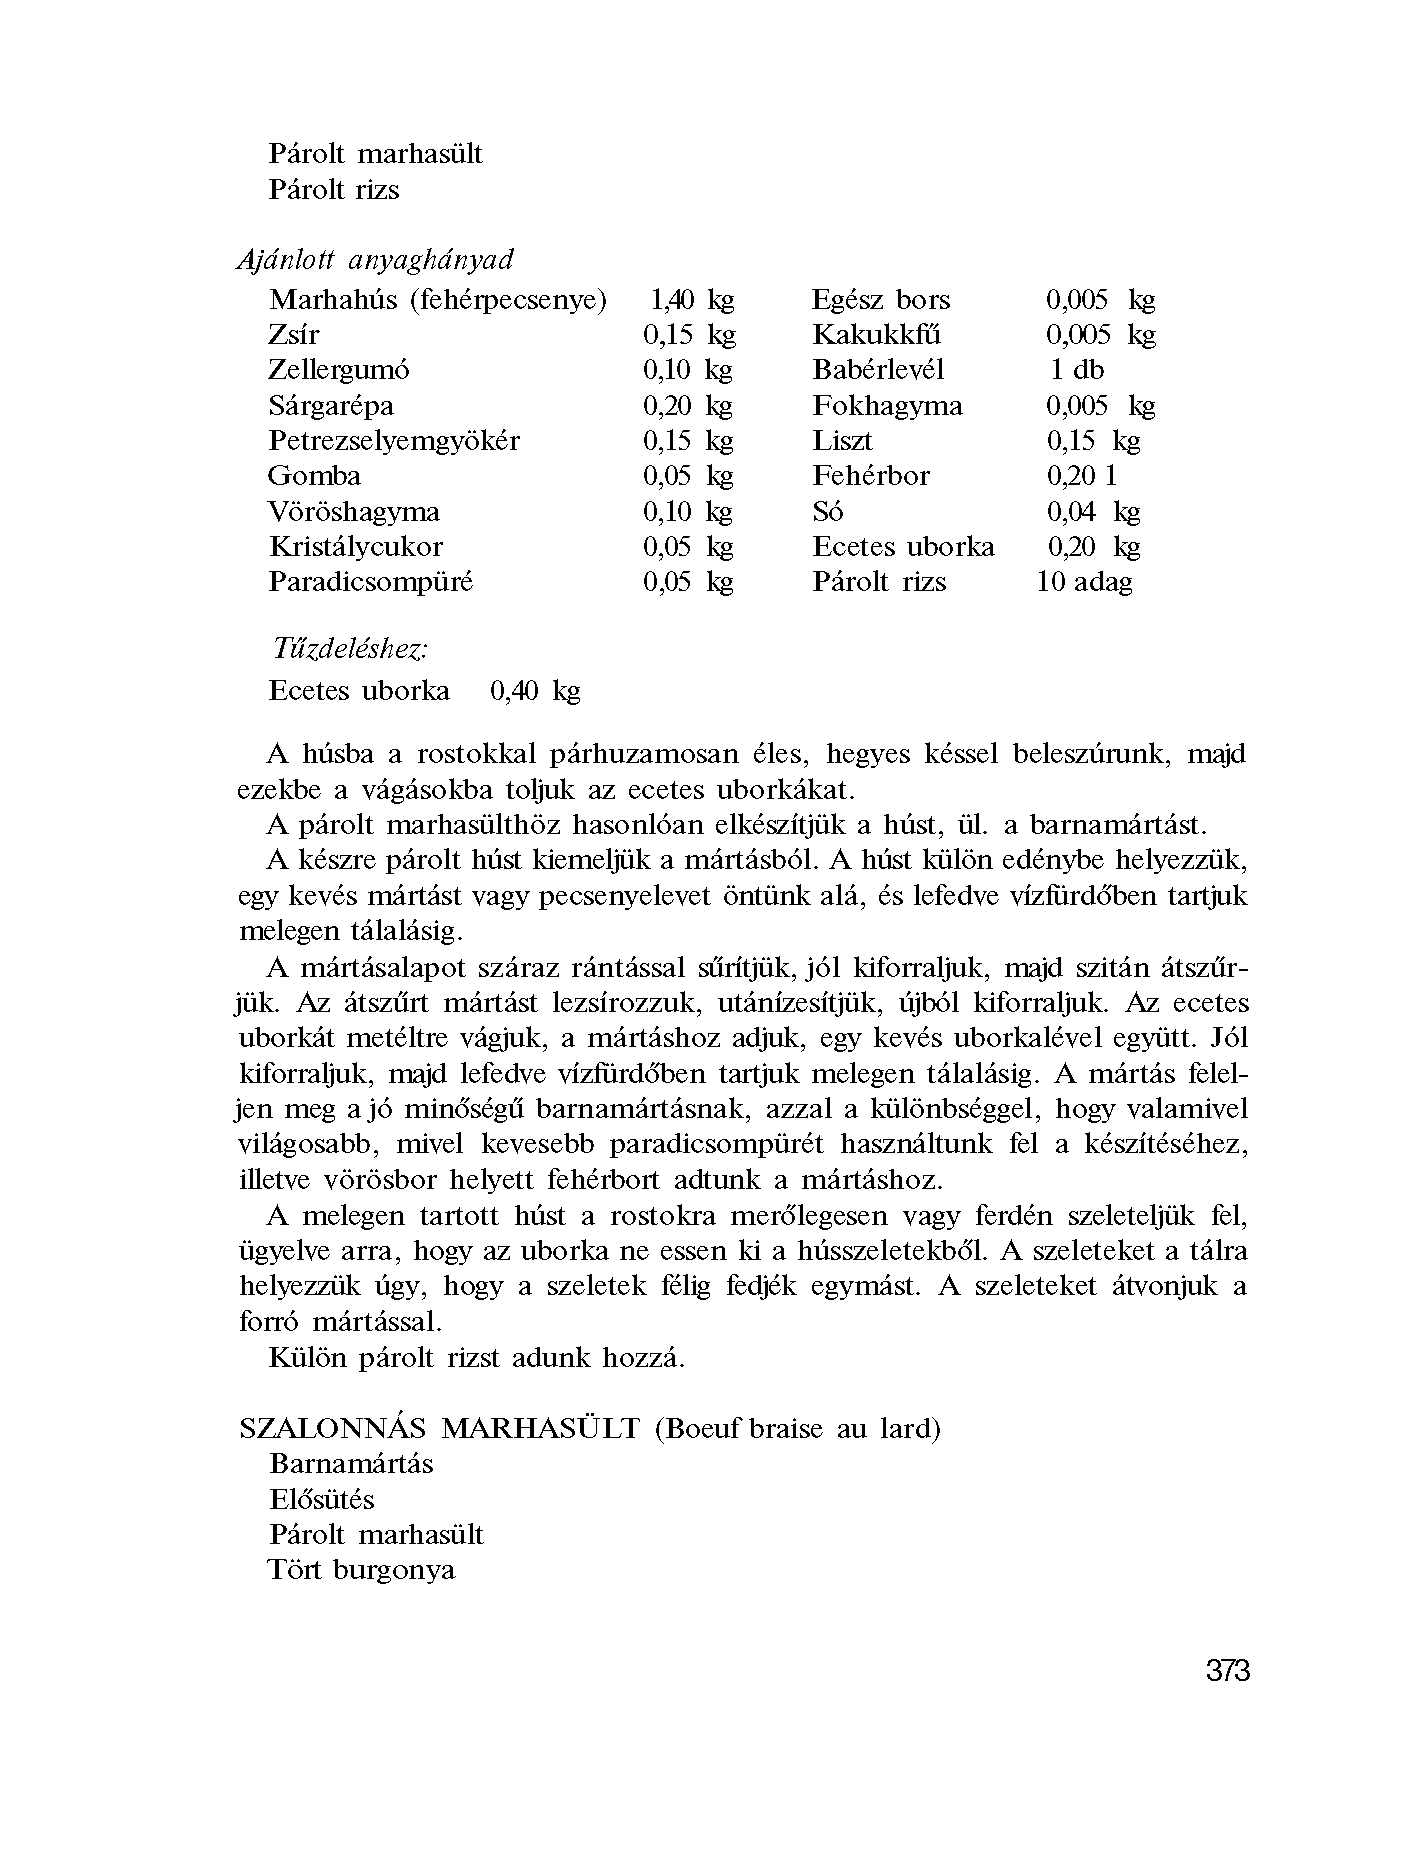 Párolt marhasült
Párolt rizs
Ajánlott anyaghányad
Marhahús (fehérpecsenye) 1,40 kg Egész bors 0,005 kg
Zsír 0,15 kg Kakukkfű 0,005 kg
Zellergumó 0,10 kg Babérlevél 1 db
Sárgarépa 0,20 kg Fokhagyma 0,005 kg
Petrezselyemgyökér 0,15 kg Liszt 0,15 kg
Gomba 0,05 kg Fehérbor 0,20 l
Vöröshagyma 0,10 kg Só 0,04 kg
Kristálycukor 0,05 kg Ecetes uborka 0,20 kg
Paradicsompüré 0,05 kg Párolt rizs 10 adag
Tűzdeléshez:
Ecetes uborka 0,40 kg
A húsba a rostokkal párhuzamosan éles, hegyes késsel beleszúrunk, majd
ezekbe a vágásokba toljuk az ecetes uborkákat.
A párolt marhasülthöz hasonlóan elkészítjük a húst, ül. a barnamártást.
A készre párolt húst kiemeljük a mártásból. A húst külön edénybe helyezzük,
egy kevés mártást vagy pecsenyelevet öntünk alá, és lefedve vízfürdőben tartjuk
melegen tálalásig.
A mártásalapot száraz rántással sűrítjük, jól kiforraljuk, majd szitán átszűr-
jük. Az átszűrt mártást lezsírozzuk, utánízesítjük, újból kiforraljuk. Az ecetes
uborkát metéltre vágjuk, a mártáshoz adjuk, egy kevés uborkalével együtt. Jól
kiforraljuk, majd lefedve vízfürdőben tartjuk melegen tálalásig. A mártás felel-
jen meg a jó minőségű barnamártásnak, azzal a különbséggel, hogy valamivel
világosabb, mivel kevesebb paradicsompürét használtunk fel a készítéséhez,
illetve vörösbor helyett fehérbort adtunk a mártáshoz.
A melegen tartott húst a rostokra merőlegesen vagy ferdén szeleteljük fel,
ügyelve arra, hogy az uborka ne essen ki a hússzeletekből. A szeleteket a tálra
helyezzük úgy, hogy a szeletek félig fedjék egymást. A szeleteket átvonjuk a
forró mártással.
Külön párolt rizst adunk hozzá.
SZALONNÁS MARHASÜLT (Boeuf braise au lard)
Barnamártás
Elősütés
Párolt marhasült
Tört burgonya
373